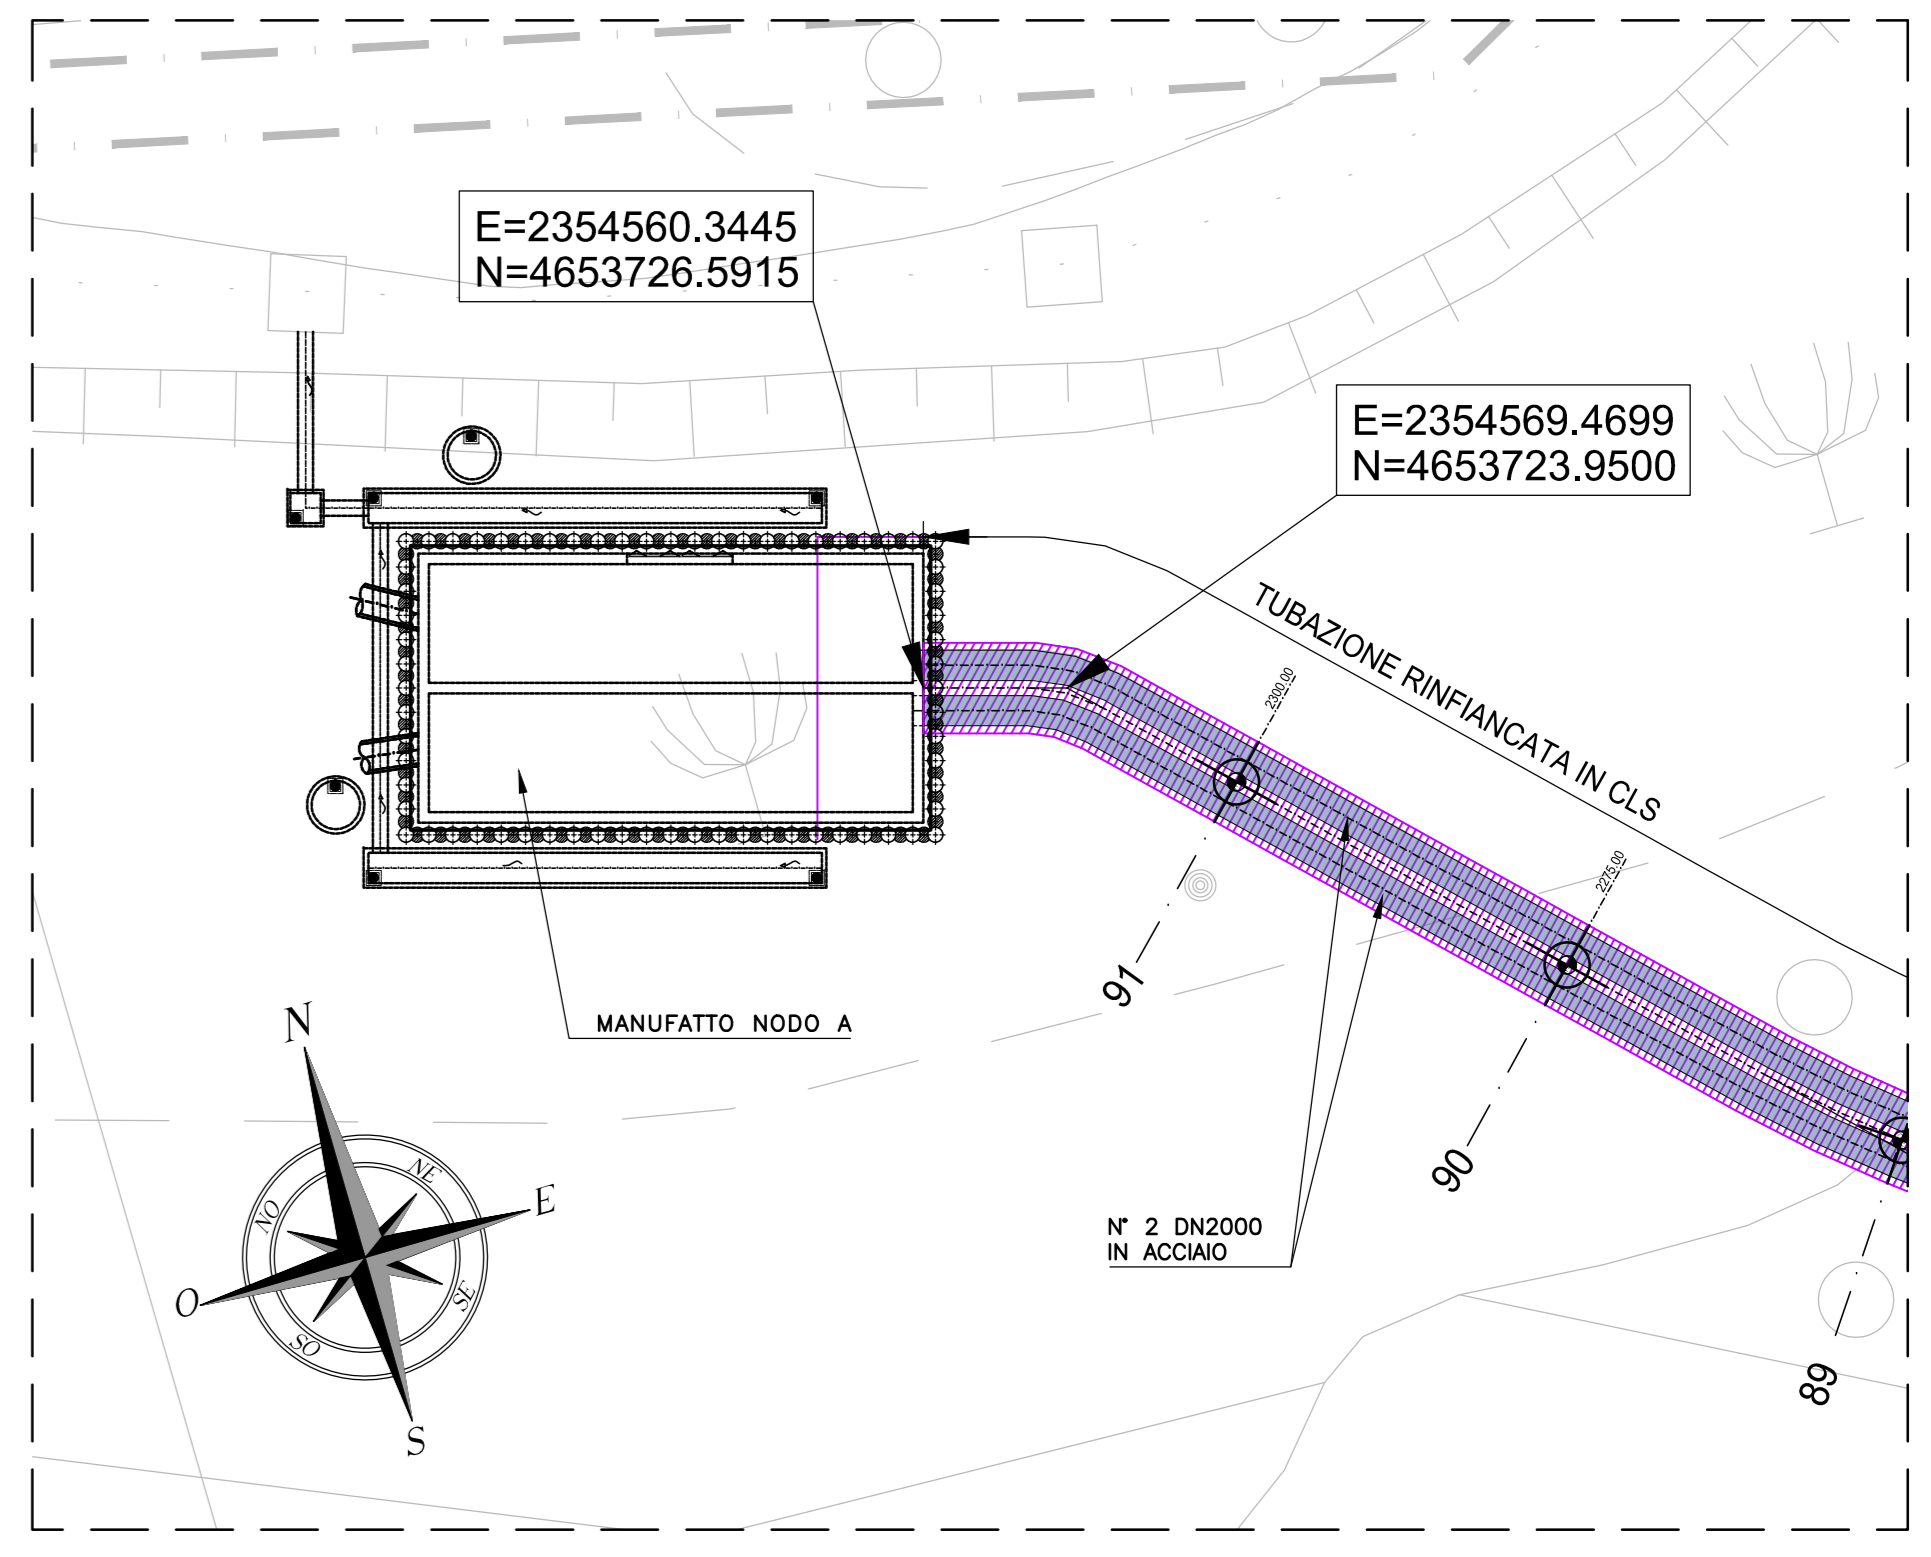 E=2354560.3445
N=4653726.5915
E=2354569.4699
N=4653723.9500
TUBAZIONE RINFIANCATA IN CLS
2300.00
2275.00
91
90
89
MANUFATTO NODO A
N° 2 DN2000
IN ACCIAIO
N
NE
E
SE
S
SO
O
NO